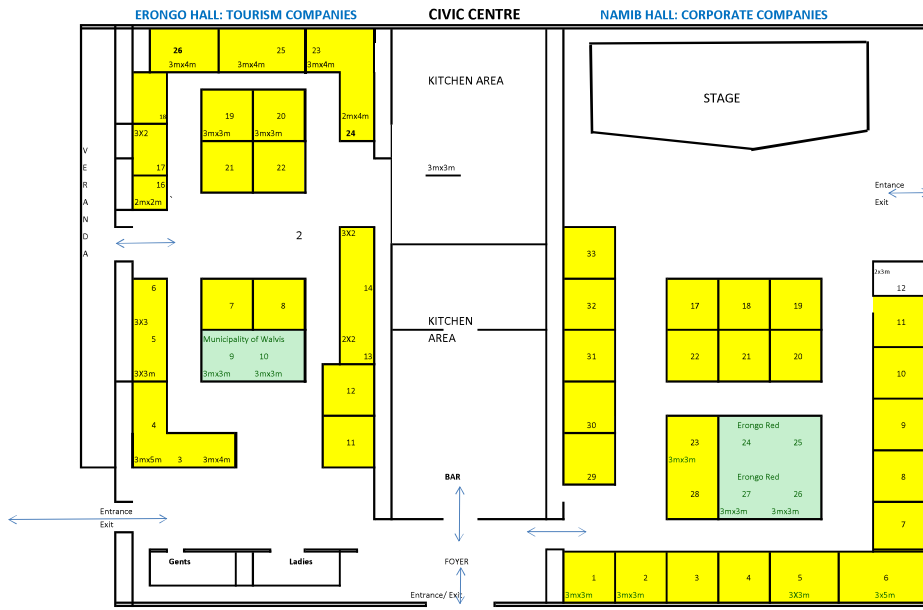 ERONGO HALL: TOURISM COMPANIES
CIVIC CENTRE
NAMIB HALL: CORPORATE COMPANIES
26
25
23
3mx4m
3mx4m
3mx4m
KITCHEN AREA
STAGE
18
19
20
2mx4m
3X2
3mx3m
3mx3m
24
VERANDA
17
21
22
3mx3m
16
2mx2m
`
Entance
Exit
2
3X2
33
2x3m
12
6
14
7
8
32
17
18
19
11
3X3
KITCHEN
AREA
5
Municipality of Walvis
2X2
9
10
13
31
22
21
20
10
3X3m
3mx3m
3mx3m
12
4
30
23
Erongo Red
24
25
9
11
3mx3m
3mx5m
3
3mx4m
BAR
29
Erongo Red
8
28
27
26
3mx3m
3mx3m
Entrance
Exit
7
Gents
Ladies
FOYER
1
2
3
4
5
6
Entrance/ Exit
3mx3m
3mx3m
3X3m
3x5m